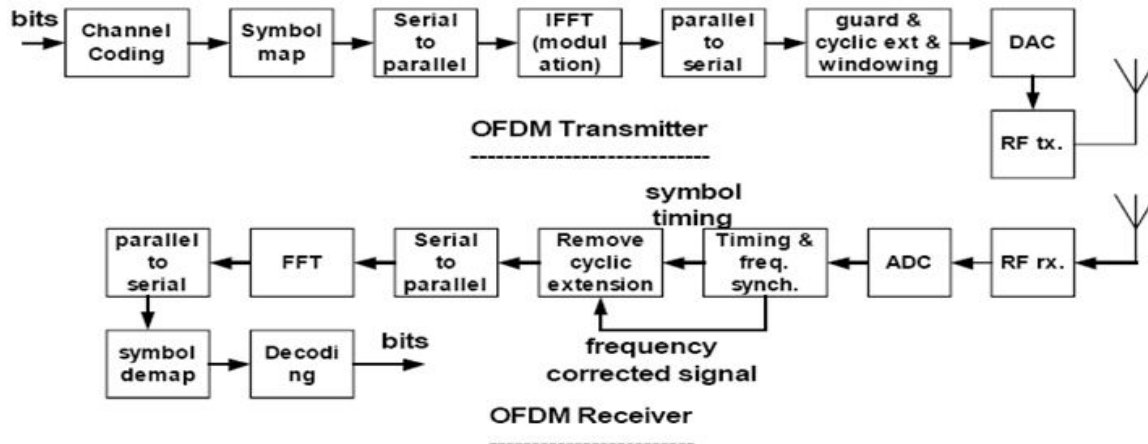 bits
Channel
Coding
Symbol
map
Serial
to
parallel
IFFT
(modul
ation)
parallel
to
serial
guard &
cyclic ext &
windowing
DAC
RF tx.
OFDM Transmitter
----------------------------
symbol
timing
RF rx.
ADC
Timing &
freq.
synch.
Remove
cyclic
extension
Serial
to
parallel
FFT
parallel
to
serial
symbol
demap
Decodi
ng
bits
frequency
corrected signal
OFDM Receiver
------------------------